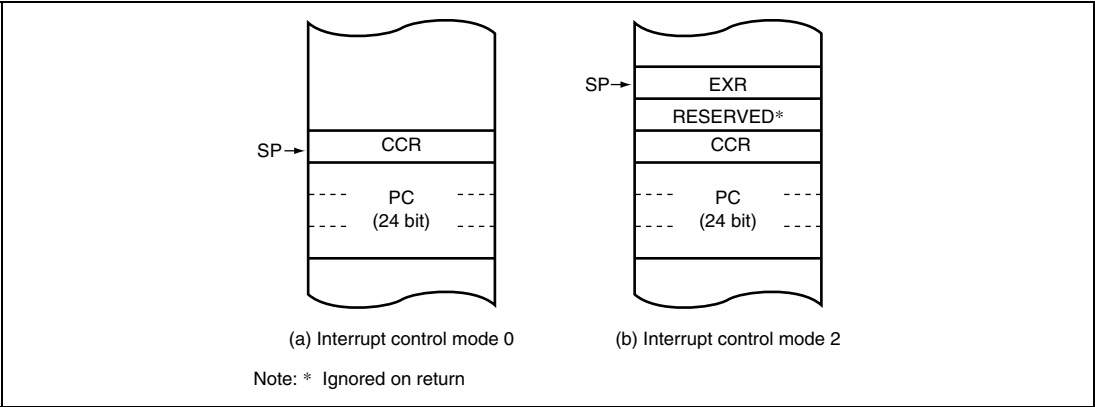 SP
CCR
PC
(24 bit)
(a) Interrupt control mode 0
SP
EXR
RESERVED*
CCR
PC
(24 bit)
(b) Interrupt control mode 2
Note: * Ignored on return